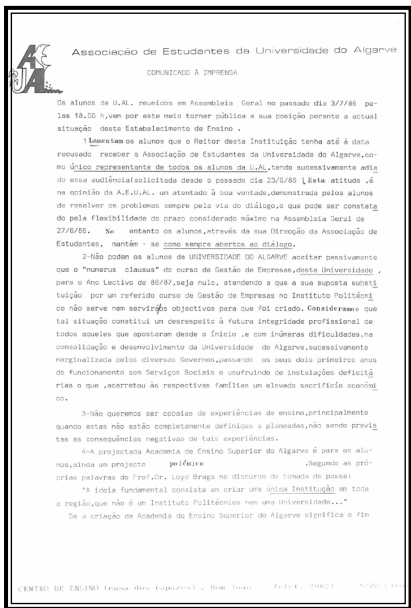 AEUAL
Associação de Estudantes da Universidade do Algarve
COMUNICADO À IMPRENSA
Os alunos da U.AL. reunidos em Assembleia Geral no passado dia 3/7/86 pe-
las 18.00 h,vem por este meio tornar pública a sua posição perante a actual
situação deste Estabelecimento de Ensino .
1 Lamentam os alunos que o Reitor desta Instituição tenha até á data
recusado receber a Associação de Estudantes da Universidade do Algarve,co-
mo único representante de todos os alunos da U.AL,tendo sucessivamente adia
do essa audiência(solicitada desde o passado dia 23/6/86 ). Esta atitude ,é
na opinião da A.E.U.AL. um atentado à boa vontade,demonstrada pelos alunos
de resolver os problemas sempre pela via do diálogo,o que pode ser constata
do pela flexibilidade do prazo considerado máximo na Assembleia Geral de
27/6/86. No entanto os alunos,através da sua Direcção da Associação de
Estudantes, mantêm - se como sempre abertos ao diálogo.
2-Não podem os alunos da UNIVERSIDADE DO ALGARVE aceitar passivamente
que o "numerus clausus" do curso de Gestão de Empresas,desta Universidade ,
para o Ano Lectivo de 86/87,seja nulo, atendendo a que a sua suposta substi
tuição por um referido curso de Gestão de Empresas no Instituto Politécni
co não serve nem servirá os objectivos para que foi criado. Consideramos que
tal situação constitui um desrespeito à futura integridade profissional de
todos aqueles que apostaram desde o início ,e com inúmeras dificuldades,na
consolidação e desenvolvimento da Universidade do Algarve,sucessivamente
marginalizada pelos diversos Governos,passando os seus dois primeiros anos
de funcionamento sem Serviços Sociais e usufruindo de instalações deficitá
rias o que ,acarretou às respectivas famílias um elevado sacrifício económi
co.
3-Não queremos ser cobaias de experiências de ensino,principalmente
quando estas não estão completamente definidas e planeadas,não sendo previs
tas as consequências negativas de tais experiências.
4-A projectada Academia de Ensino Superior do Algarve é para os alu-
nos,ainda um projecto polémico .Segundo as pró-
prias palavras do Prof.Dr. Loyo Braga no discurso de tomada de posse:
"A ideia fundamental consiste em criar uma única Instituição em toda
a região,que não é um Instituto Politécnico nem uma Universidade..."
Se a criação da Academia de Ensino Superior do Algarve significa o fim
CENTRO DE ENSINO (casa dos rapazes) , Dom Joao